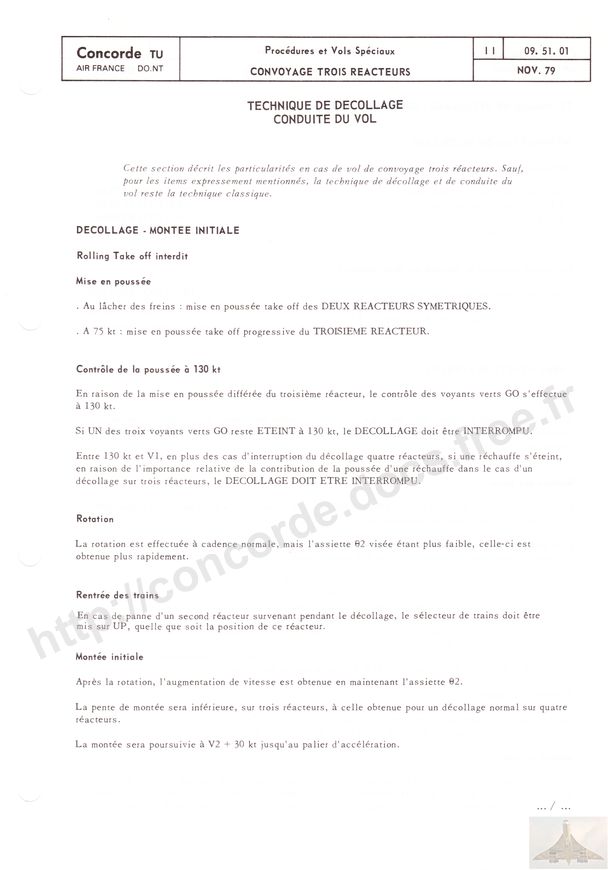 Concorde TU
AIR FRANCE DO.NT
Procédures et Vols Spéciaux
CONVOYAGE TROIS REACTEURS
11
09. 51. 01
NOV. 79
TECHNIQUE DE DECOLLAGE
CONDUITE DU VOL
Cette section décrit les particularités en cas de vol de convoyage trois réacteurs. Sauf,
pour les items expressement mentionnés, la technique de décollage et de conduite du
vol reste la technique classique.
DECOLLAGE - MONTEE INITIALE
Rolling Take off interdit
Mise en poussée
. Au lâcher des freins : mise en poussée take off des DEUX REACTEURS SYMETRIQUES.
. A 75 kt : mise en poussée take off progressive du TROISIEME REACTEUR.
Contrôle de la poussée à 130 kt
En raison de la mise en poussée différée du troisième réacteur, le contrôle des voyants verts GO s'effectue
à 130 kt.
Si UN des troix voyants verts GO reste ETEINT à 130 kt, le DECOLLAGE doit être INTERROMPU.
Entre 130 kt et V1, en plus des cas d'interruption du décollage quatre réacteurs, si une réchauffe s'éteint,
en raison de l'importance relative de la contribution de la poussée d'une réchauffe dans le cas d'un
décollage sur trois réacteurs, le DECOLLAGE DOIT ETRE INTERROMPU.
Rotation
La rotation est effectuée à cadence normale, mais l'assiette θ2 visée étant plus faible, celle-ci est
obtenue plus rapidement.
Rentrée des trains
En cas de panne d'un second réacteur survenant pendant le décollage, le sélecteur de trains doit être
mis sur UP, quelle que soit la position de ce réacteur.
Montée initiale
Après la rotation, l'augmentation de vitesse est obtenue en maintenant l'assiette θ2.
La pente de montée sera inférieure, sur trois réacteurs, à celle obtenue pour un décollage normal sur quatre
réacteurs.
La montée sera poursuivie à V2 + 30 kt jusqu'au palier d'accélération.
... / ...
http://concorde.docs.free.fr